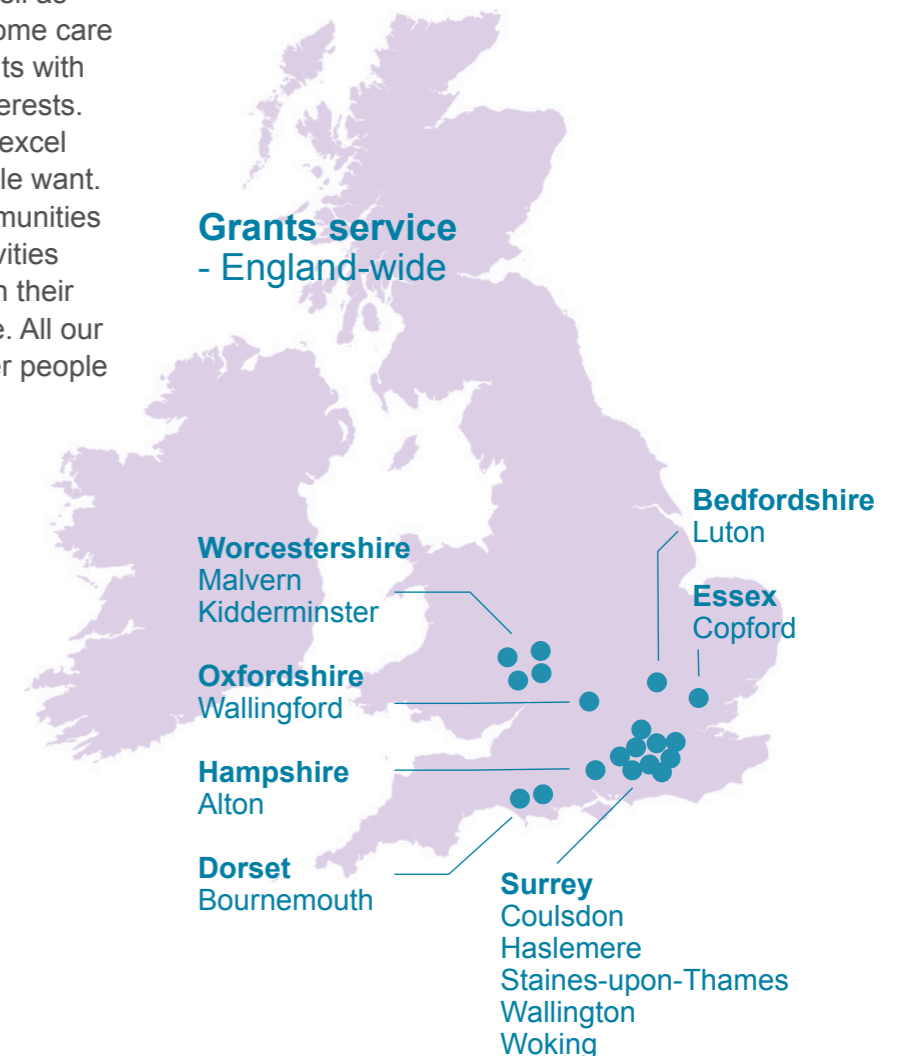 ome care
ts with
erests.
excel
le want.
munities
vities
n their
e. All our
er people
Grants service
- England-wide
Bedfordshire
Luton
Worcestershire
Malvern
Kidderminster
Essex
Copford
Oxfordshire
Wallingford
Hampshire
Alton
Dorset
Bournemouth
Surrey
Coulsdon
Haslemere
Staines-upon-Thames
Wallington
Woking